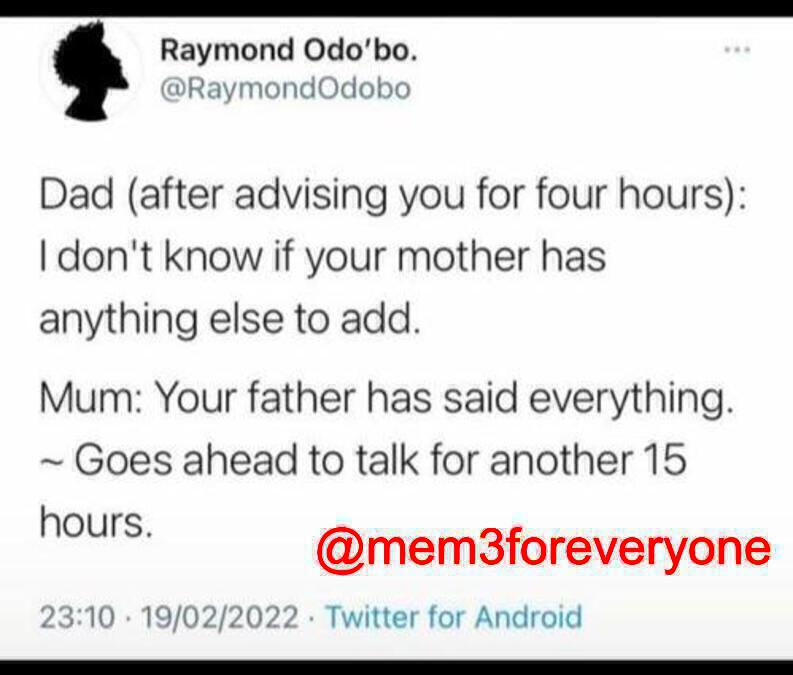 Raymond Odo'bo.
@RaymondOdobo
Dad (after advising you for four hours):
I don't know if your mother has
anything else to add.
Mum: Your father has said everything.
~ Goes ahead to talk for another 15
hours.
@mem3foreveryone
23:10 · 19/02/2022 · Twitter for Android